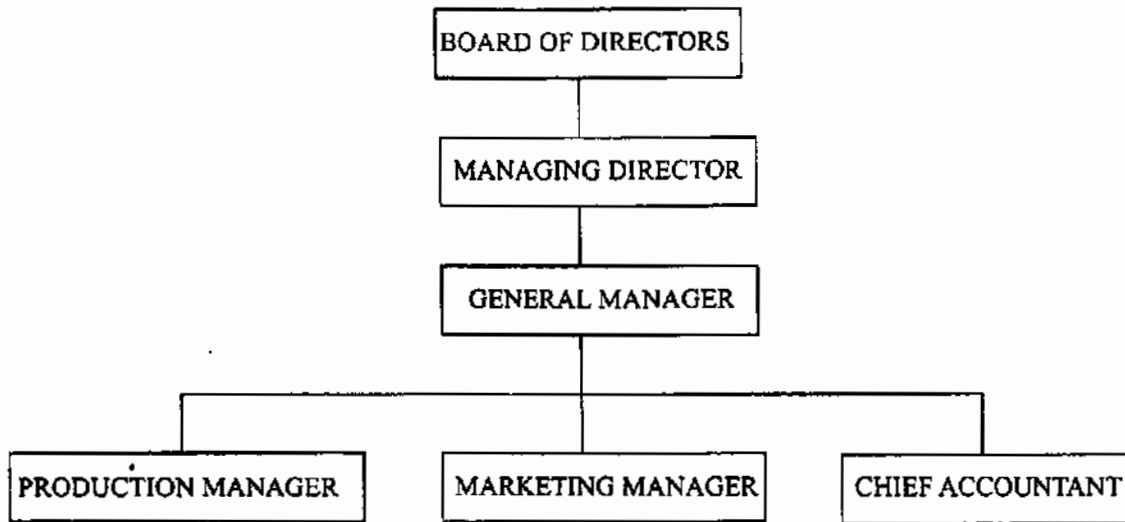 BOARD OF DIRECTORS
MANAGING DIRECTOR
GENERAL MANAGER
PRODUCTION MANAGER
MARKETING MANAGER
CHIEF ACCOUNTANT